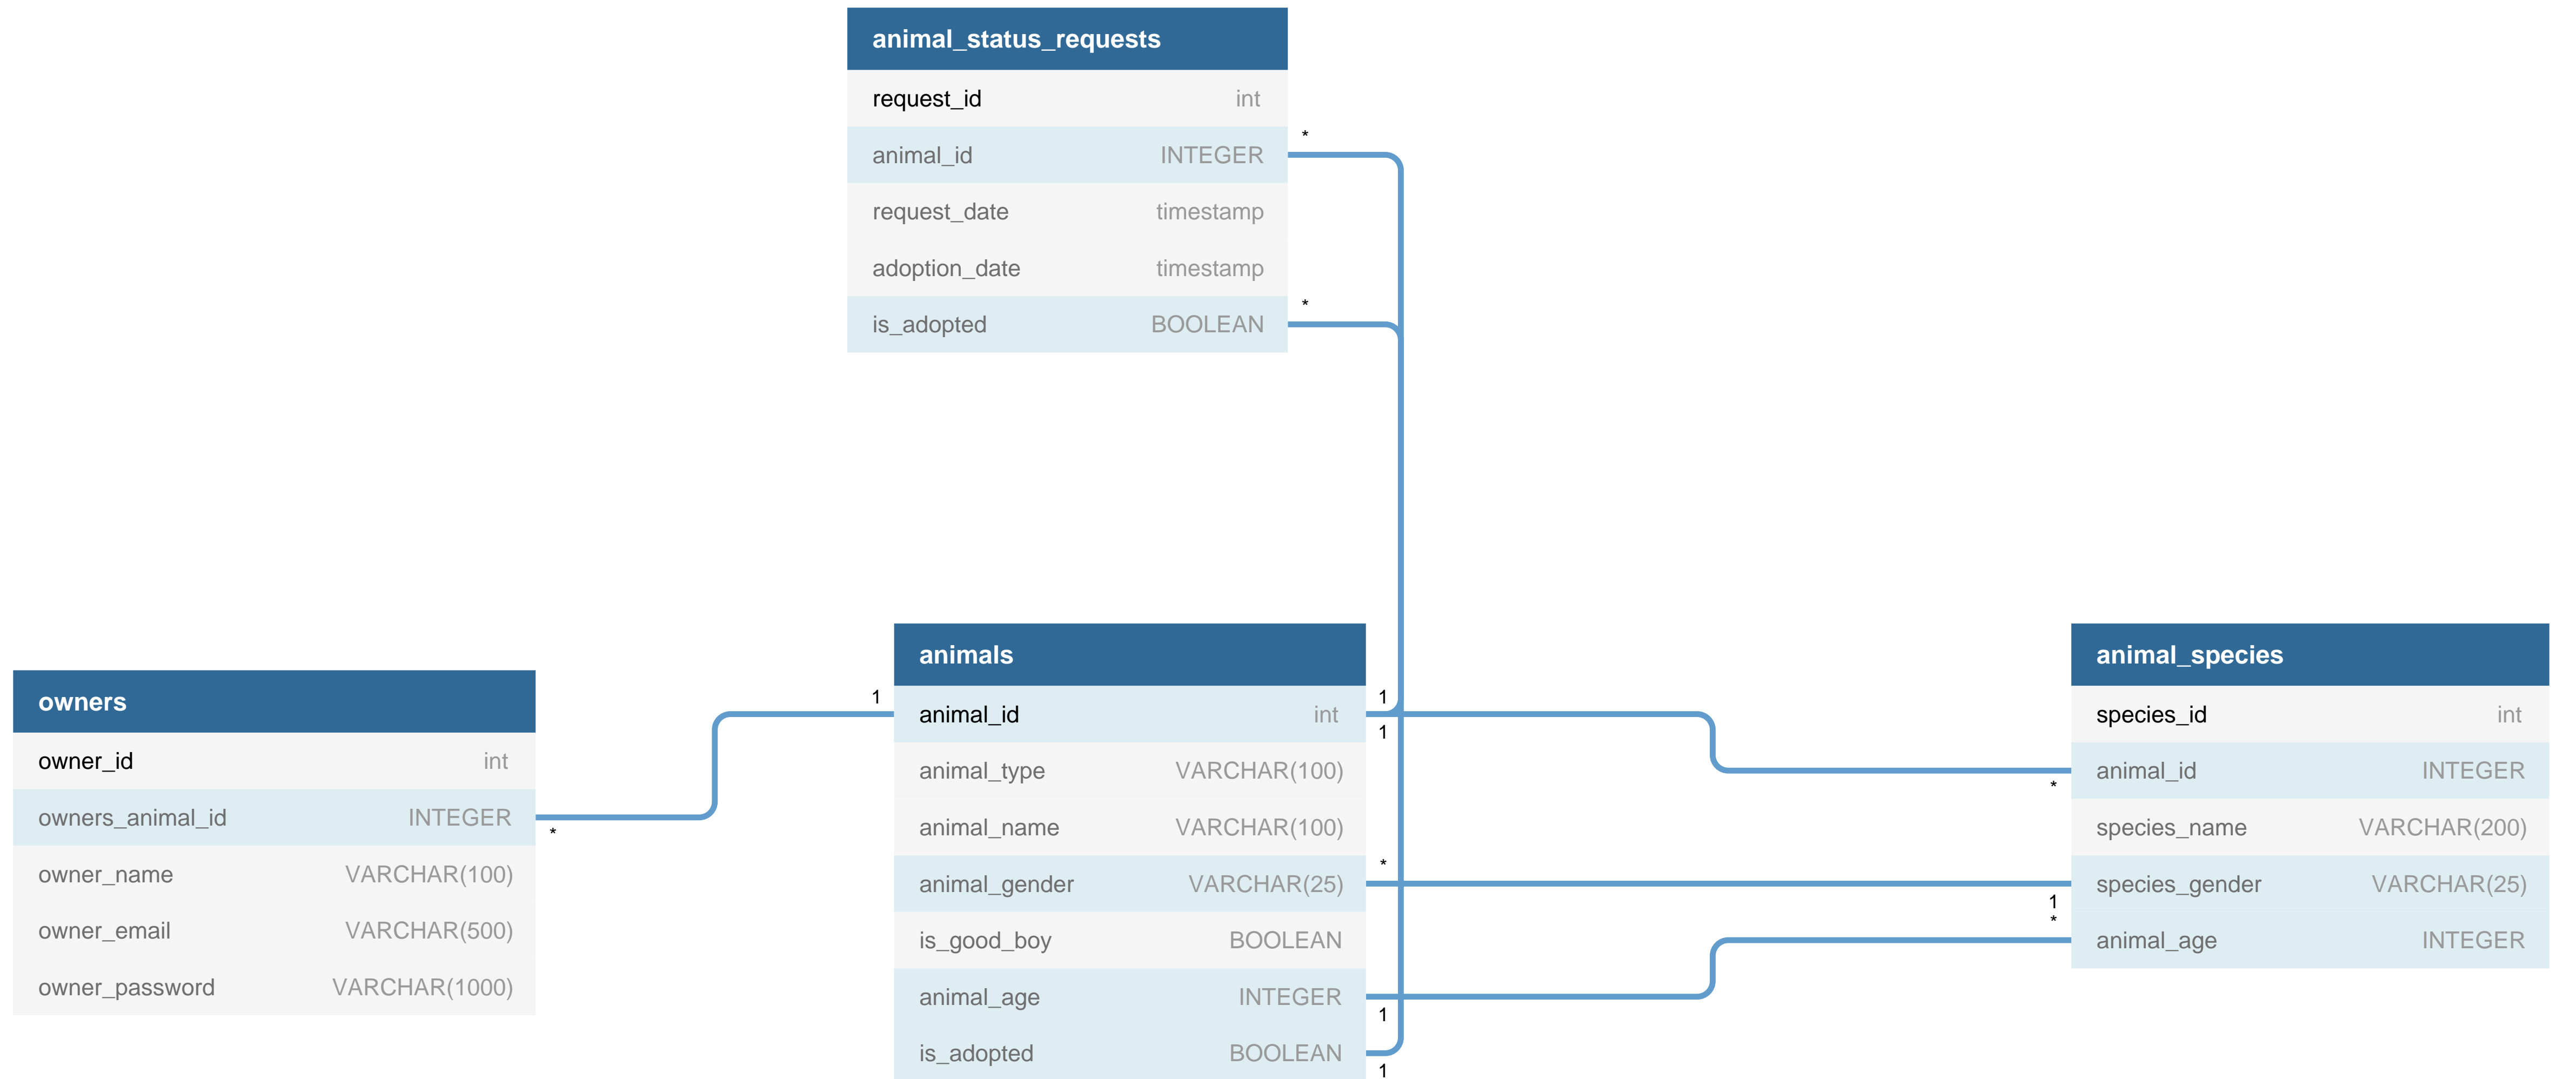 animal_status_requests
request_id int
animal_id INTEGER *
request_date timestamp
adoption_date timestamp
is_adopted BOOLEAN *
owners
owner_id int
owners_animal_id INTEGER *
owner_name VARCHAR(100)
owner_email VARCHAR(500)
owner_password VARCHAR(1000)
animals
1 animal_id int 1
1
animal_type VARCHAR(100)
animal_name VARCHAR(100)
animal_gender VARCHAR(25) *
is_good_boy BOOLEAN
animal_age INTEGER 1
is_adopted BOOLEAN 1
animal_species
species_id int
animal_id INTEGER
*
species_name VARCHAR(200)
species_gender VARCHAR(25)
1
*
animal_age INTEGER